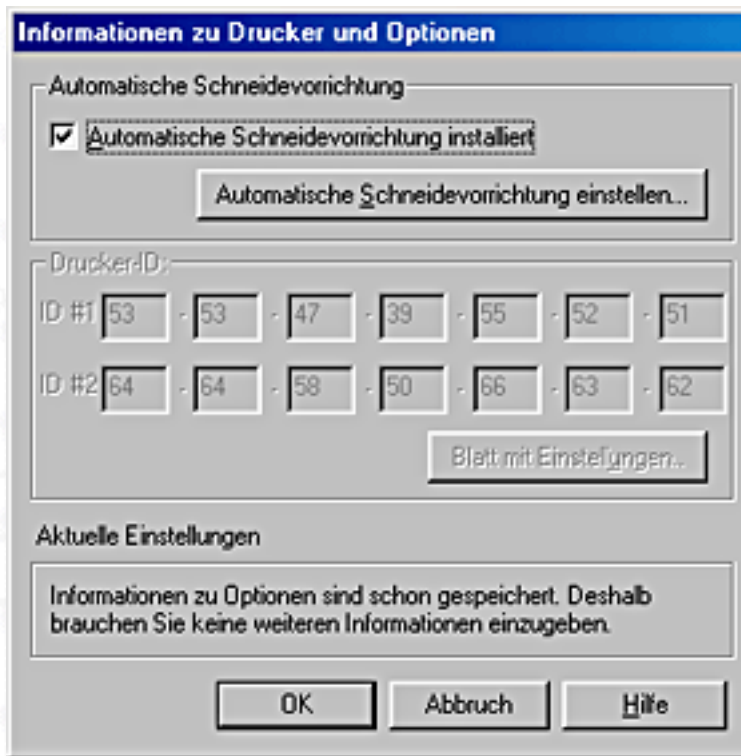 Informationen zu Drucker und Optionen
Automatische Schneidevorrichtung
Automatische Schneidevorrichtung installiert
Automatische Schneidevorrichtung einstellen...
Drucker-ID:
ID #1 53 - 53 - 47 - 39 - 55 - 52 - 51
ID #2 64 - 64 - 58 - 50 - 66 - 63 - 62
Blatt mit Einstellungen...
Aktuelle Einstellungen
Informationen zu Optionen sind schon gespeichert. Deshalb
brauchen Sie keine weiteren Informationen einzugeben.
OK Abbruch Hilfe